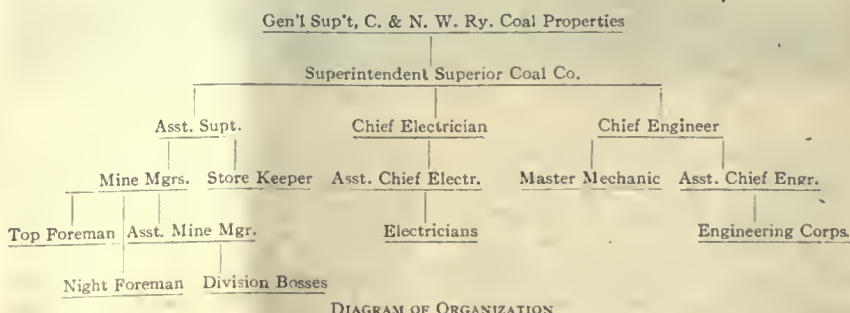 Gen'l Sup't, C. & N. W. Ry. Coal Properties
Superintendent Superior Coal Co.
Asst. Supt. Chief Electrician Chief Engineer
Mine Mgrs. Store Keeper Asst. Chief Electr. Master Mechanic Asst. Chief Engr.
Top Foreman Asst. Mine Mgr. Electricians Engineering Corps.
Night Foreman Division Bosses
DIAGRAM OF ORGANIZATION